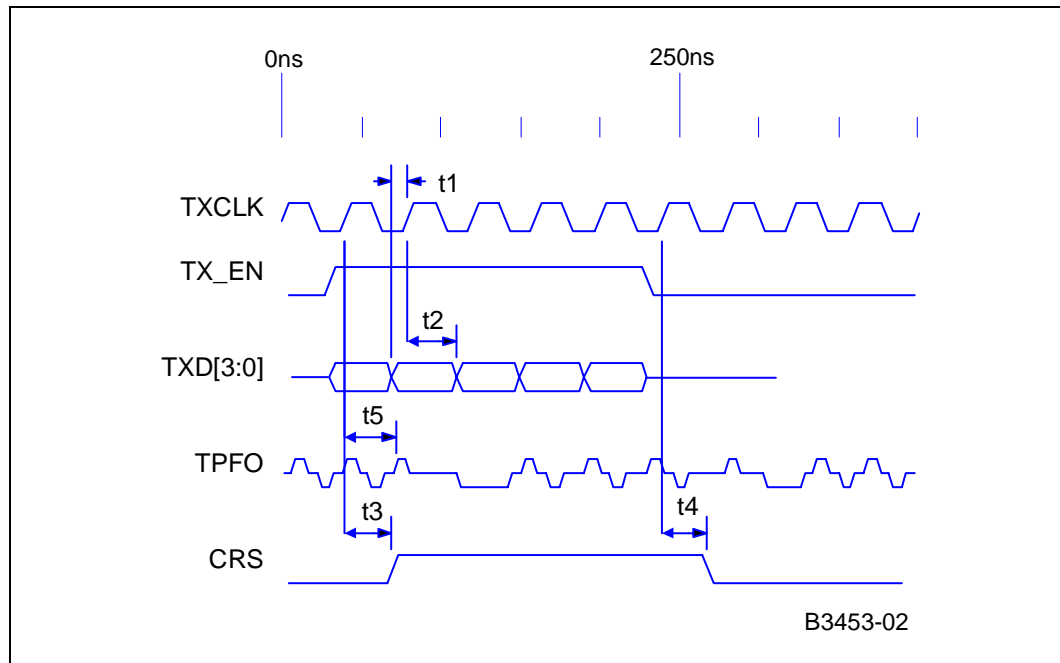 0ns 250ns
t1
TXCLK
TX_EN
t2
TXD[3:0]
t5
TPFO
t3 t4
CRS
B3453-02